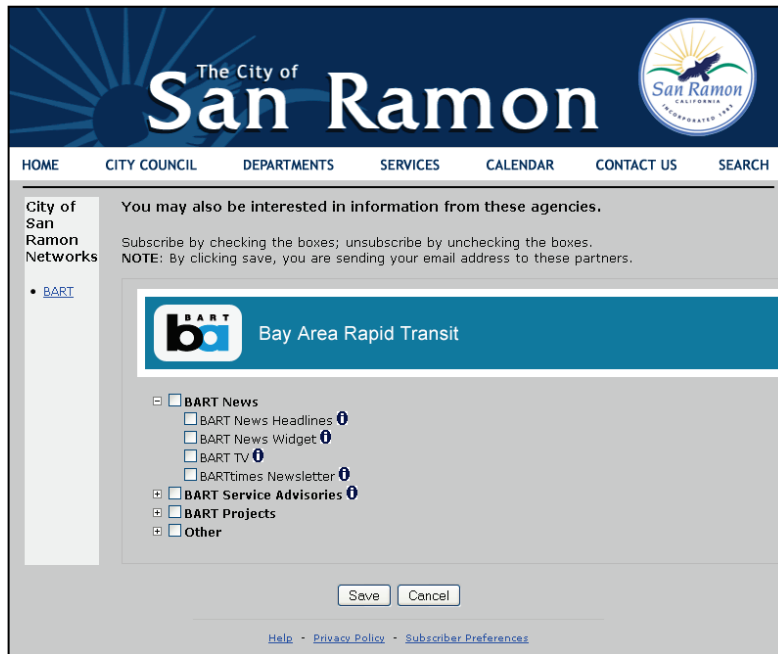 The City of
San Ramon
San Ramon
CALIFORNIA
INCORPORATED 1983
HOME CITY COUNCIL DEPARTMENTS SERVICES CALENDAR CONTACT US SEARCH
City of
San
Ramon
Networks
• BART
You may also be interested in information from these agencies.
Subscribe by checking the boxes; unsubscribe by unchecking the boxes.
NOTE: By clicking save, you are sending your email address to these partners.
BART
ba
Bay Area Rapid Transit
BART News
BART News Headlines
BART News Widget
BART TV
BARTtimes Newsletter
BART Service Advisories
BART Projects
Other
Save Cancel
Help - Privacy Policy - Subscriber Preferences